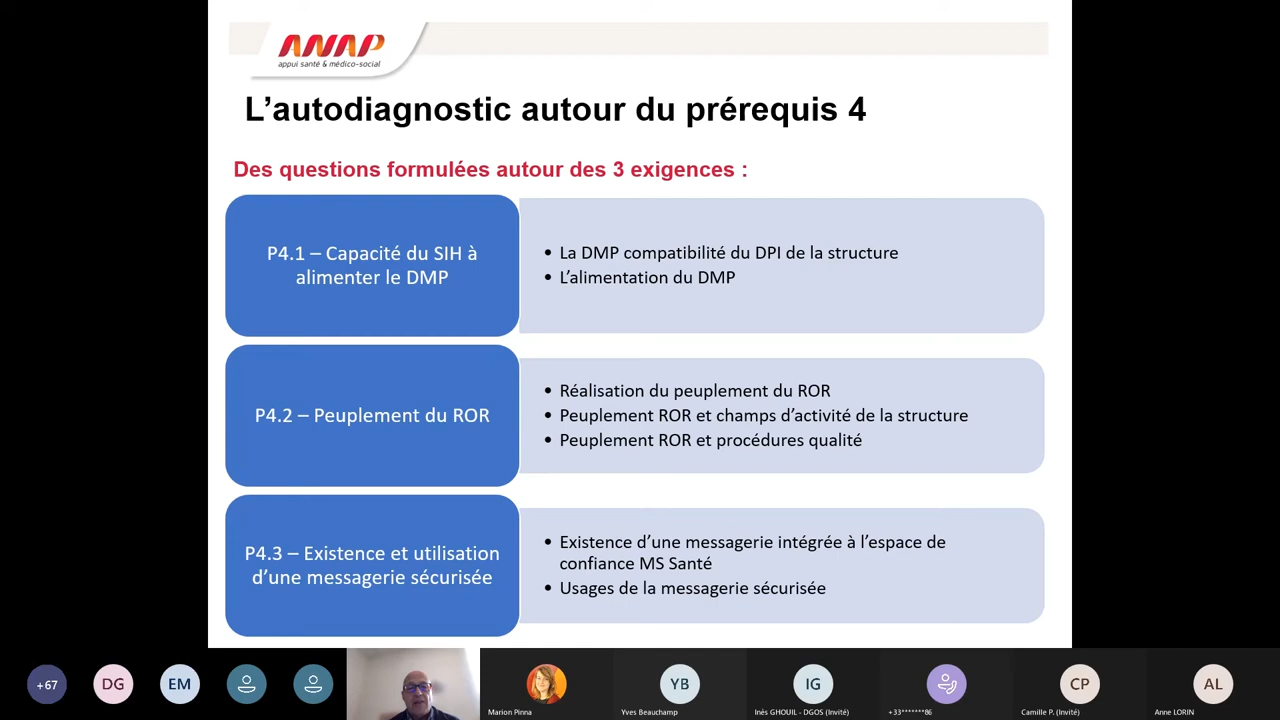 ANAP
appui santé & médico-social
L'autodiagnostic autour du prérequis 4
Des questions formulées autour des 3 exigences :
P4.1 – Capacité du SIH à
alimenter le DMP
• La DMP compatibilité du DPI de la structure
• L'alimentation du DMP
P4.2 – Peuplement du ROR
• Réalisation du peuplement du ROR
• Peuplement ROR et champs d'activité de la structure
• Peuplement ROR et procédures qualité
P4.3 – Existence et utilisation
d'une messagerie sécurisée
• Existence d'une messagerie intégrée à l'espace de
confiance MS Santé
• Usages de la messagerie sécurisée
+67
DG
EM
YB
IG
CP
AL
Marion Pinna
Yves Beauchamp
Inès GHOUIL - DGOS (Invité)
+33*******86
Camille P. (Invité)
Anne LORIN